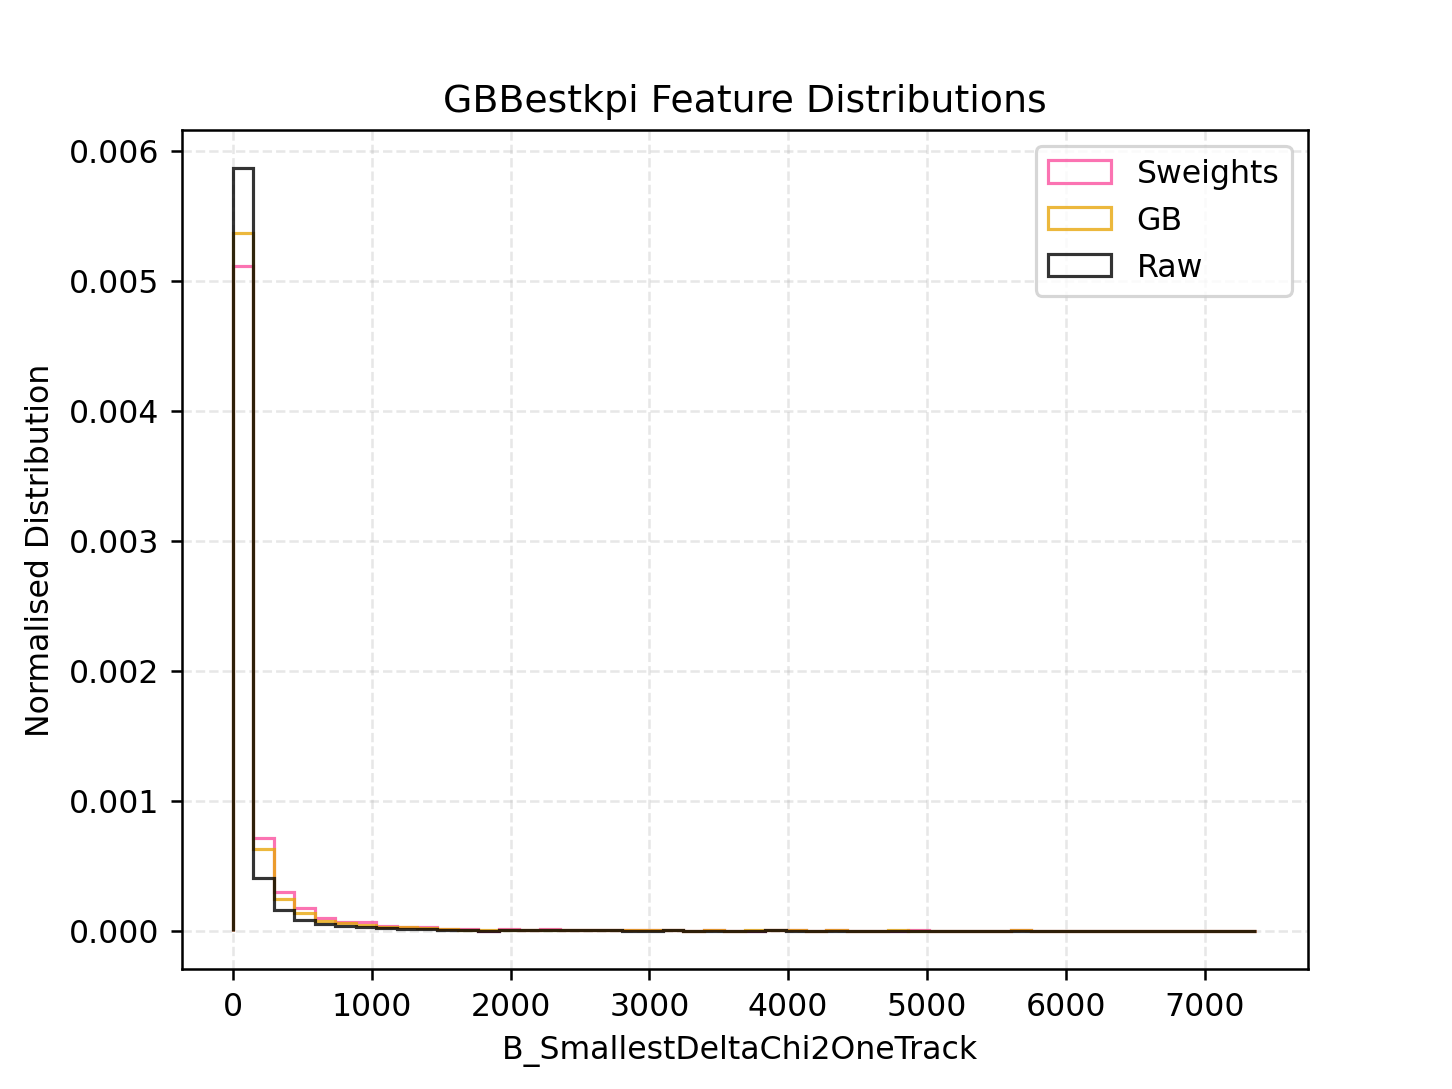 GBBestkpi Feature Distributions
Sweights
GB
Raw
Normalised Distribution
0.006
0.005
0.004
0.003
0.002
0.001
0.000
0 1000 2000 3000 4000 5000 6000 7000
B_SmallestDeltaChi2OneTrack